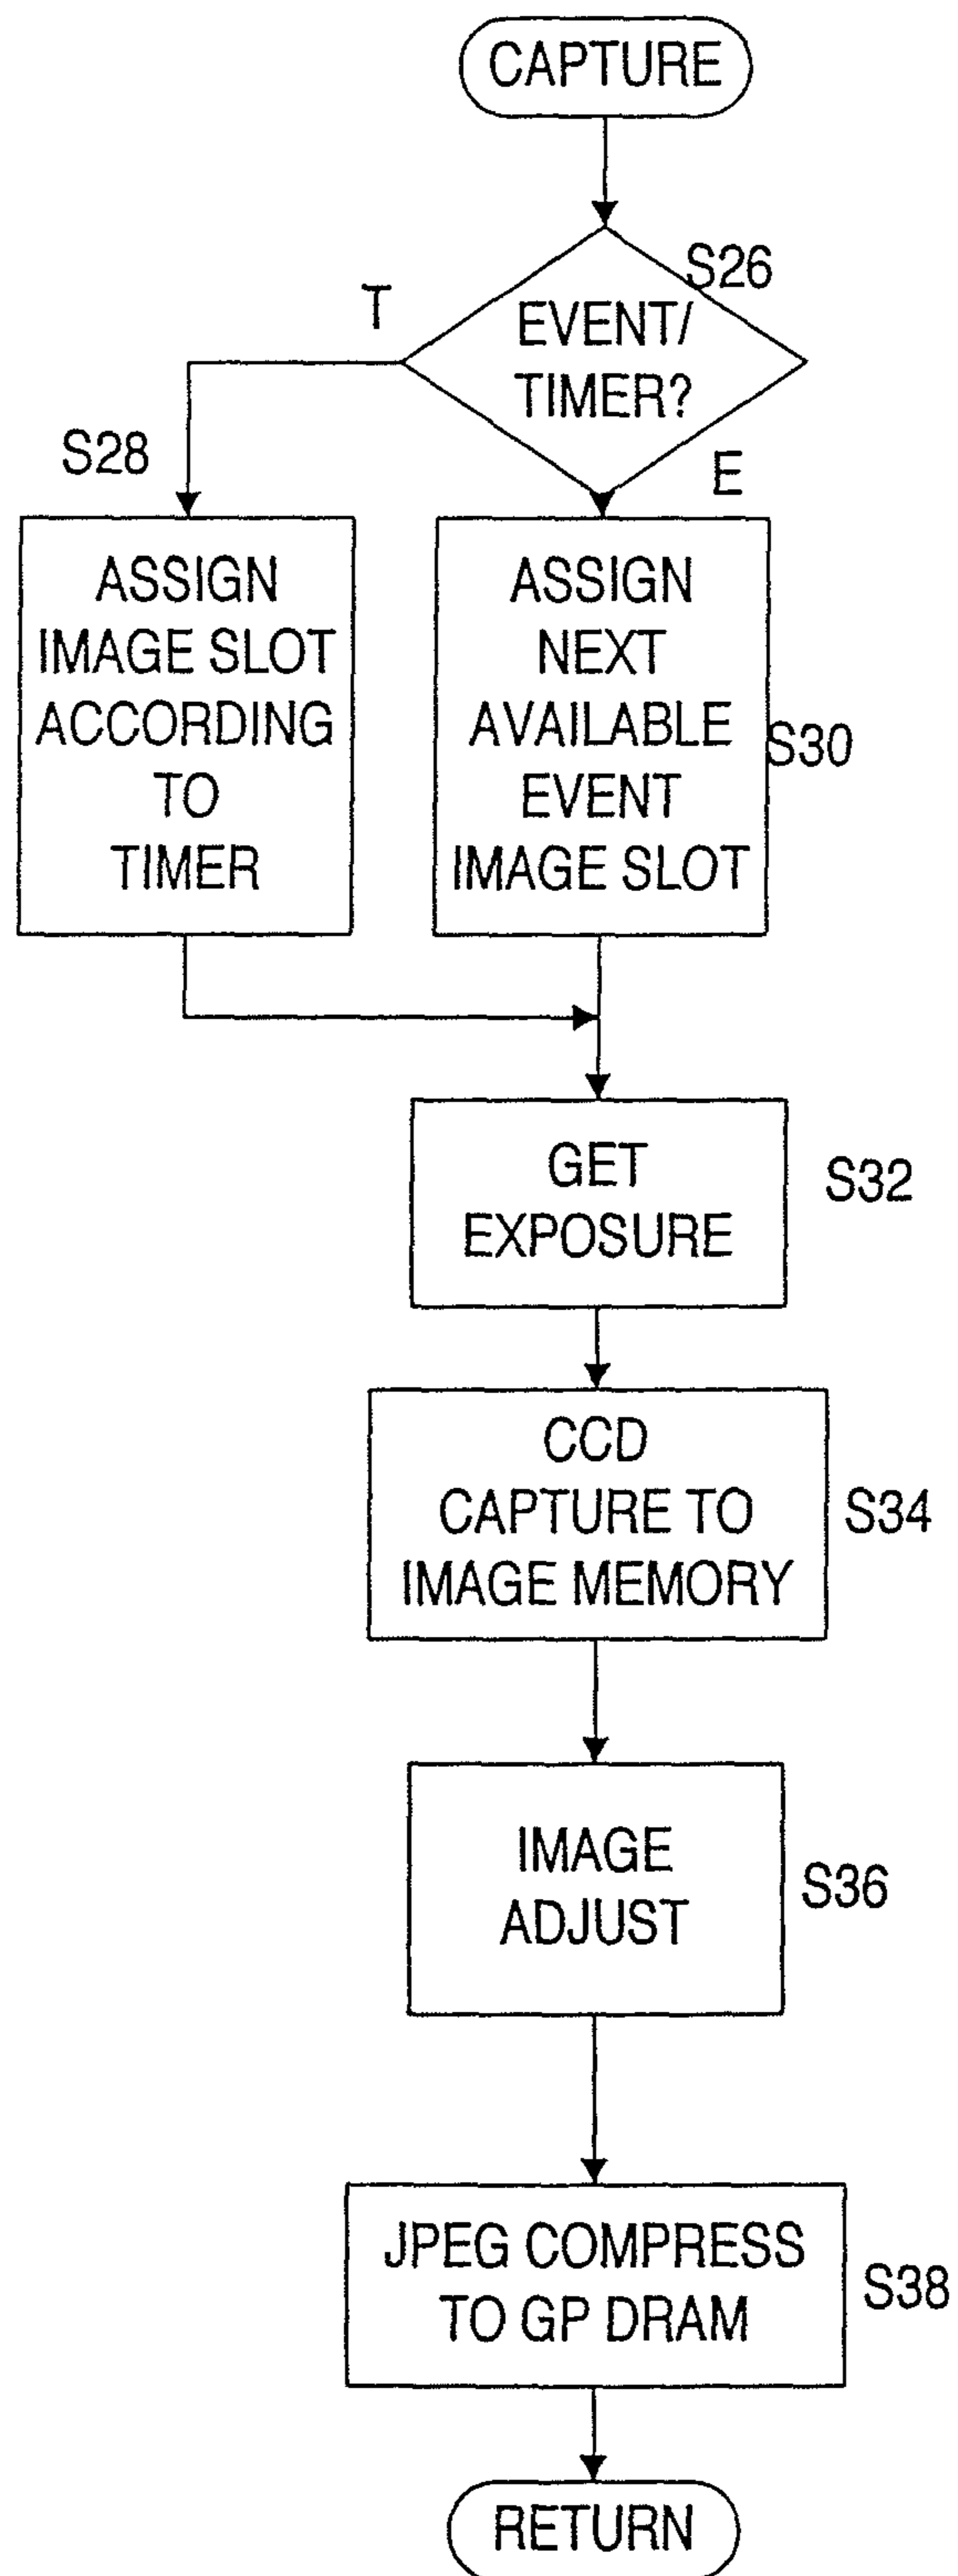 CAPTURE
S26
T
EVENT/
TIMER?
E
S28
ASSIGN
IMAGE SLOT
ACCORDING
TO
TIMER
ASSIGN
NEXT
AVAILABLE
EVENT
IMAGE SLOT
S30
GET
EXPOSURE
S32
CCD
CAPTURE TO
IMAGE MEMORY
S34
IMAGE
ADJUST
S36
JPEG COMPRESS
TO GP DRAM
S38
RETURN